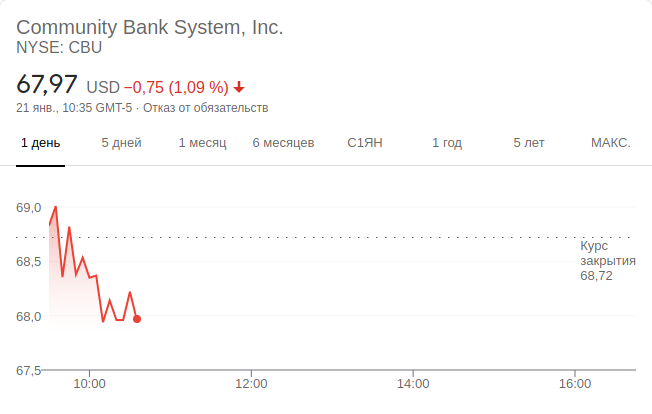 Community Bank System, Inc.
NYSE: CBU
67,97 USD −0,75 (1,09 %)
21 янв., 10:35 GMT-5 · Отказ от обязательств
1 день 5 дней 1 месяц 6 месяцев С1ЯН 1 год 5 лет МАКС.
69,0
Курс
закрытия
68,72
68,5
68,0
67,5
10:00 12:00 14:00 16:00